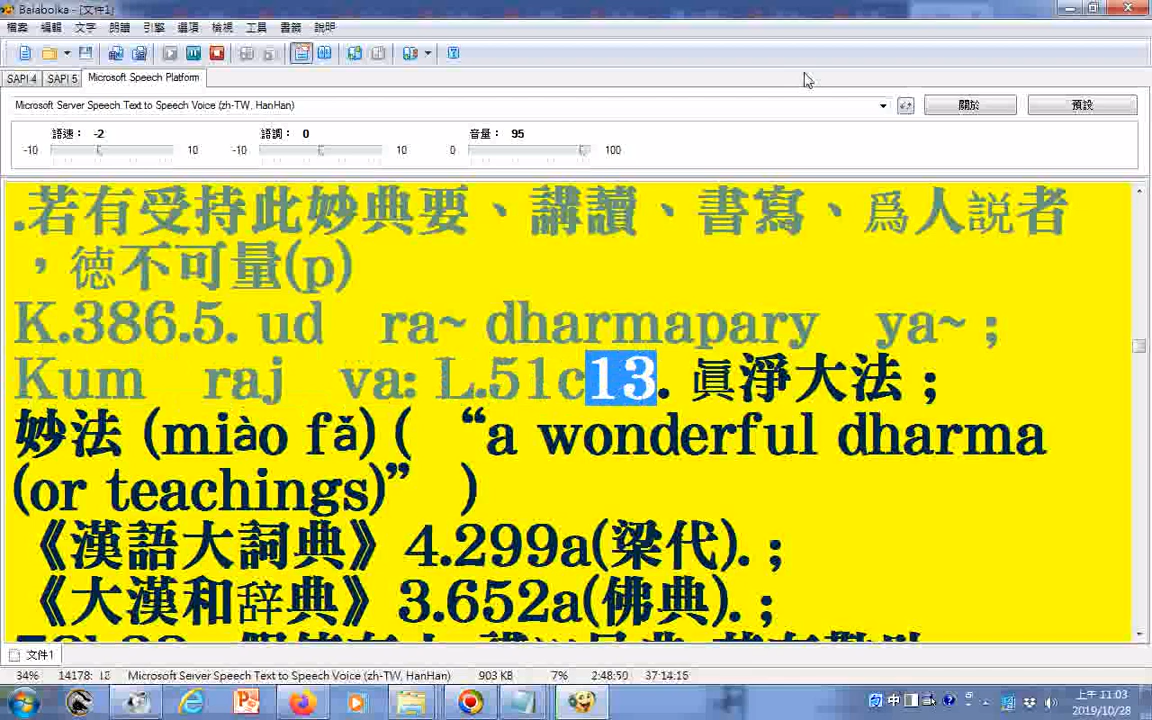 Balabolka - [文件1]
檔案 編輯 文字 朗讀 引擎 選項 檢視 工具 書籤 說明
SAPI 4 SAPI 5 Microsoft Speech Platform
Microsoft Server Speech Text to Speech Voice (zh-TW, HanHan) 關於 預設
語速： -2 語調： 0 音量： 95
-10 10 -10 10 0 100
.若有受持此妙典要、講讀、書寫、爲人説者
，徳不可量(p)
K.386.5. ud ra~ dharmapary ya~ ;
Kum raj va: L.51c13. 眞淨大法 ;
妙法 (miào fǎ) ( “a wonderful dharma
(or teachings)” )
《漢語大詞典》 4.299a(梁代). ;
《大漢和辞典》 3.652a(佛典). ;
文件1
34% 14178: 13 Microsoft Server Speech Text to Speech Voice (zh-TW, HanHan) 903 KB 7% 2:48:50 37:14:15
中 上午 11:03
2019/10/28